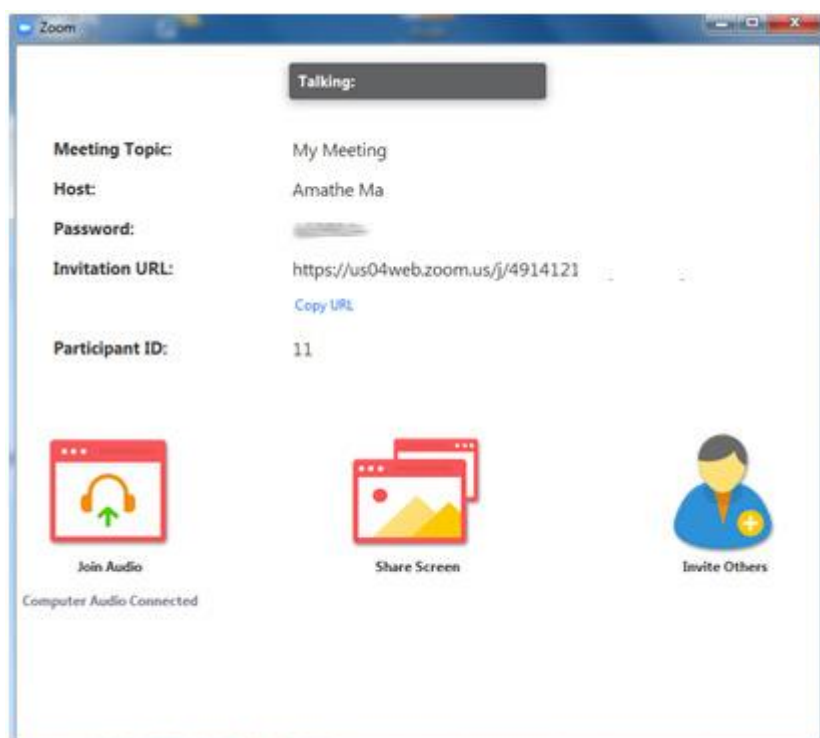 Zoom
Talking:
Meeting Topic: My Meeting
Host: Amathe Ma
Password:
Invitation URL: https://us04web.zoom.us/j/4914121
Copy URL
Participant ID: 11
Join Audio Share Screen Invite Others
Computer Audio Connected